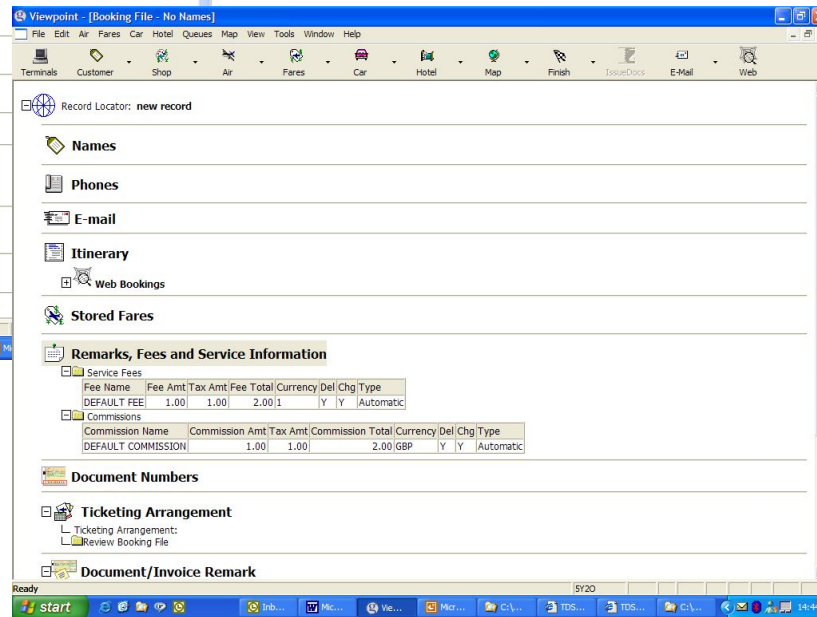 Viewpoint - [Booking File - No Names]
File Edit Air Fares Car Hotel Queues Map View Tools Window Help
Terminals Customer Shop Air Fares Car Hotel Map Finish IssueDocs E-Mail Web
Record Locator: new record
Names
Phones
E-mail
Itinerary
Web Bookings
Stored Fares
Remarks, Fees and Service Information
Service Fees
Fee Name Fee Amt Tax Amt Fee Total Currency Del Chg Type
DEFAULT FEE 1.00 1.00 2.00 1 Y Y Automatic
Commissions
Commission Name Commission Amt Tax Amt Commission Total Currency Del Chg Type
DEFAULT COMMISSION 1.00 1.00 2.00 GBP Y Y Automatic
Document Numbers
Ticketing Arrangement
Ticketing Arrangement:
Review Booking File
Document/Invoice Remark
Ready 5Y2O
start Inb... Mic... Vie... Micr... C:\... TDS... TDS... C:\... 14:4